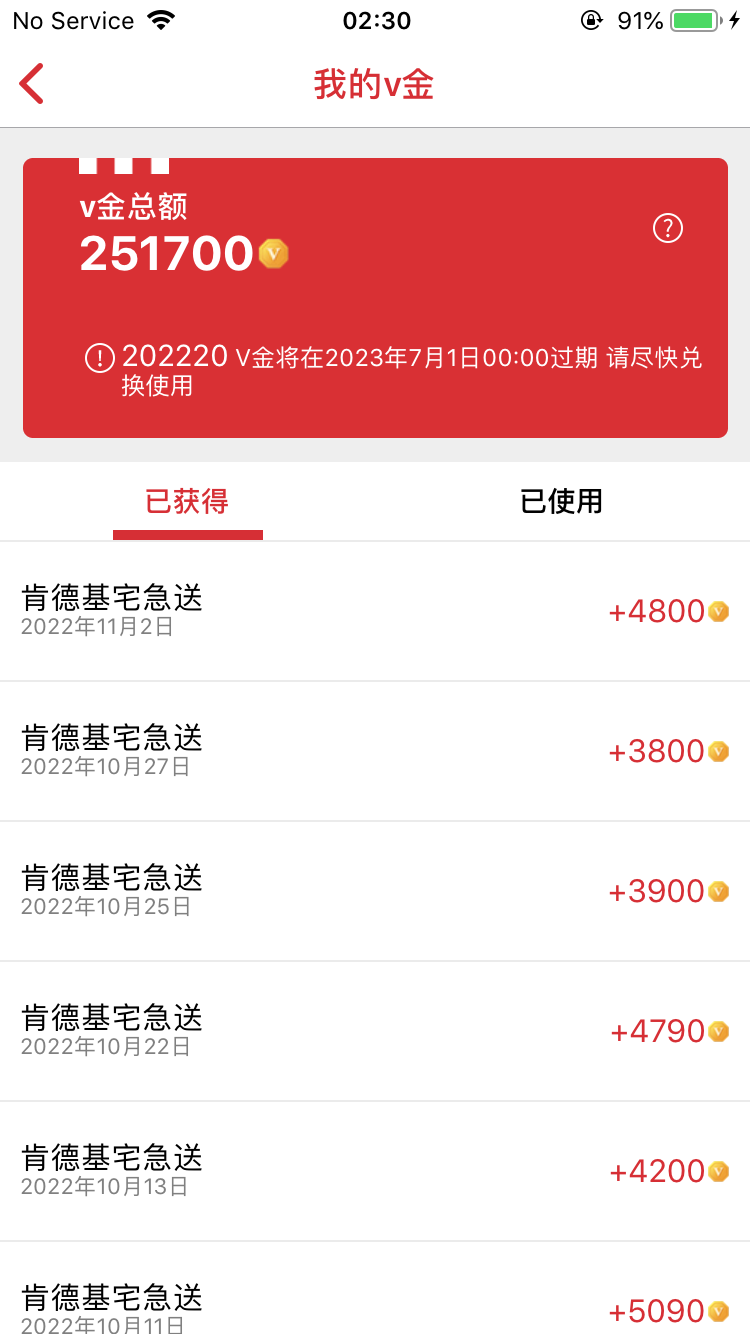 No Service
02:30
91%
我的v金
v金总额
251700
202220 V金将在2023年7月1日00:00过期 请尽快兑
换使用
已获得
已使用
肯德基宅急送
+4800
2022年11月2日
肯德基宅急送
+3800
2022年10月27日
肯德基宅急送
+3900
2022年10月25日
肯德基宅急送
+4790
2022年10月22日
肯德基宅急送
+4200
2022年10月13日
肯德基宅急送
+5090
2022年10月11日